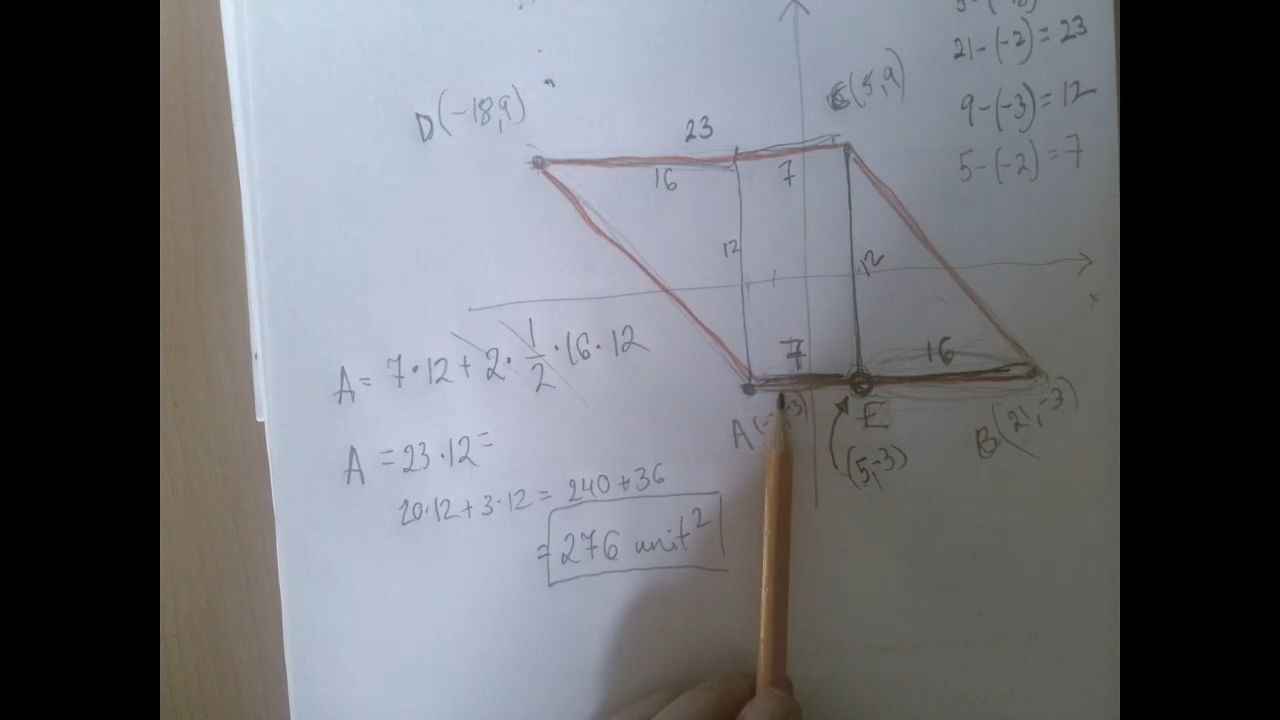 21-(-2)=23
9-(-3)=12
5-(-2)=7
D(-18,9)
C(5,9)
23
16
7
12
12
7
16
A
E
(5,-3)
B(21,-3)
x
A = 7·12+2·1/2·16·12
A = 23·12=
20·12+3·12 = 240+36
= 276 unit²